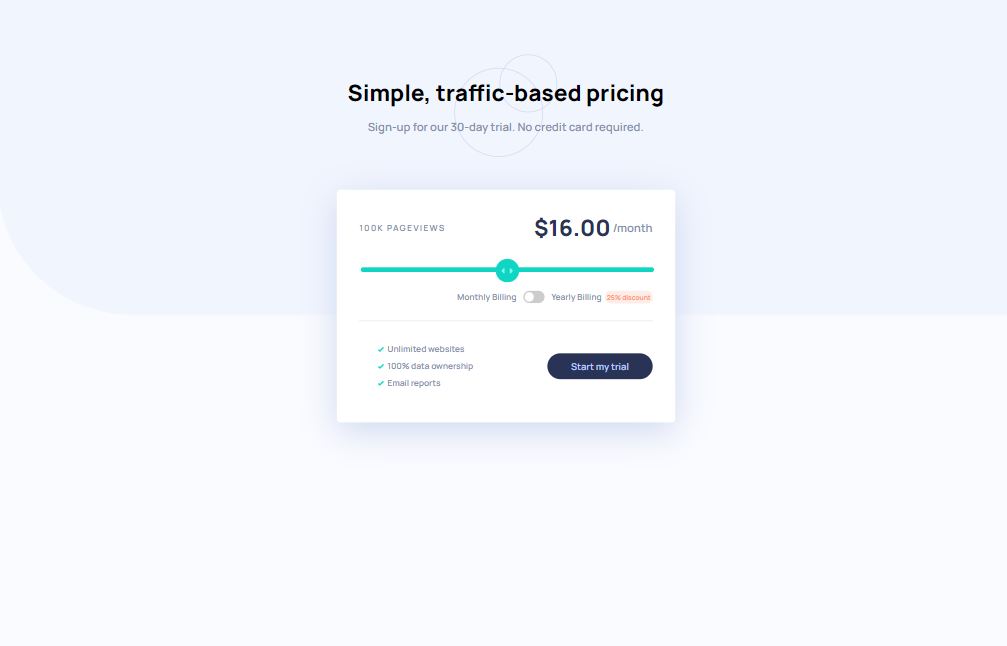 Simple, traffic-based pricing
Sign-up for our 30-day trial. No credit card required.
100K PAGEVIEWS
$16.00 /month
Monthly Billing
Yearly Billing 25% discount
Unlimited websites
100% data ownership
Email reports
Start my trial